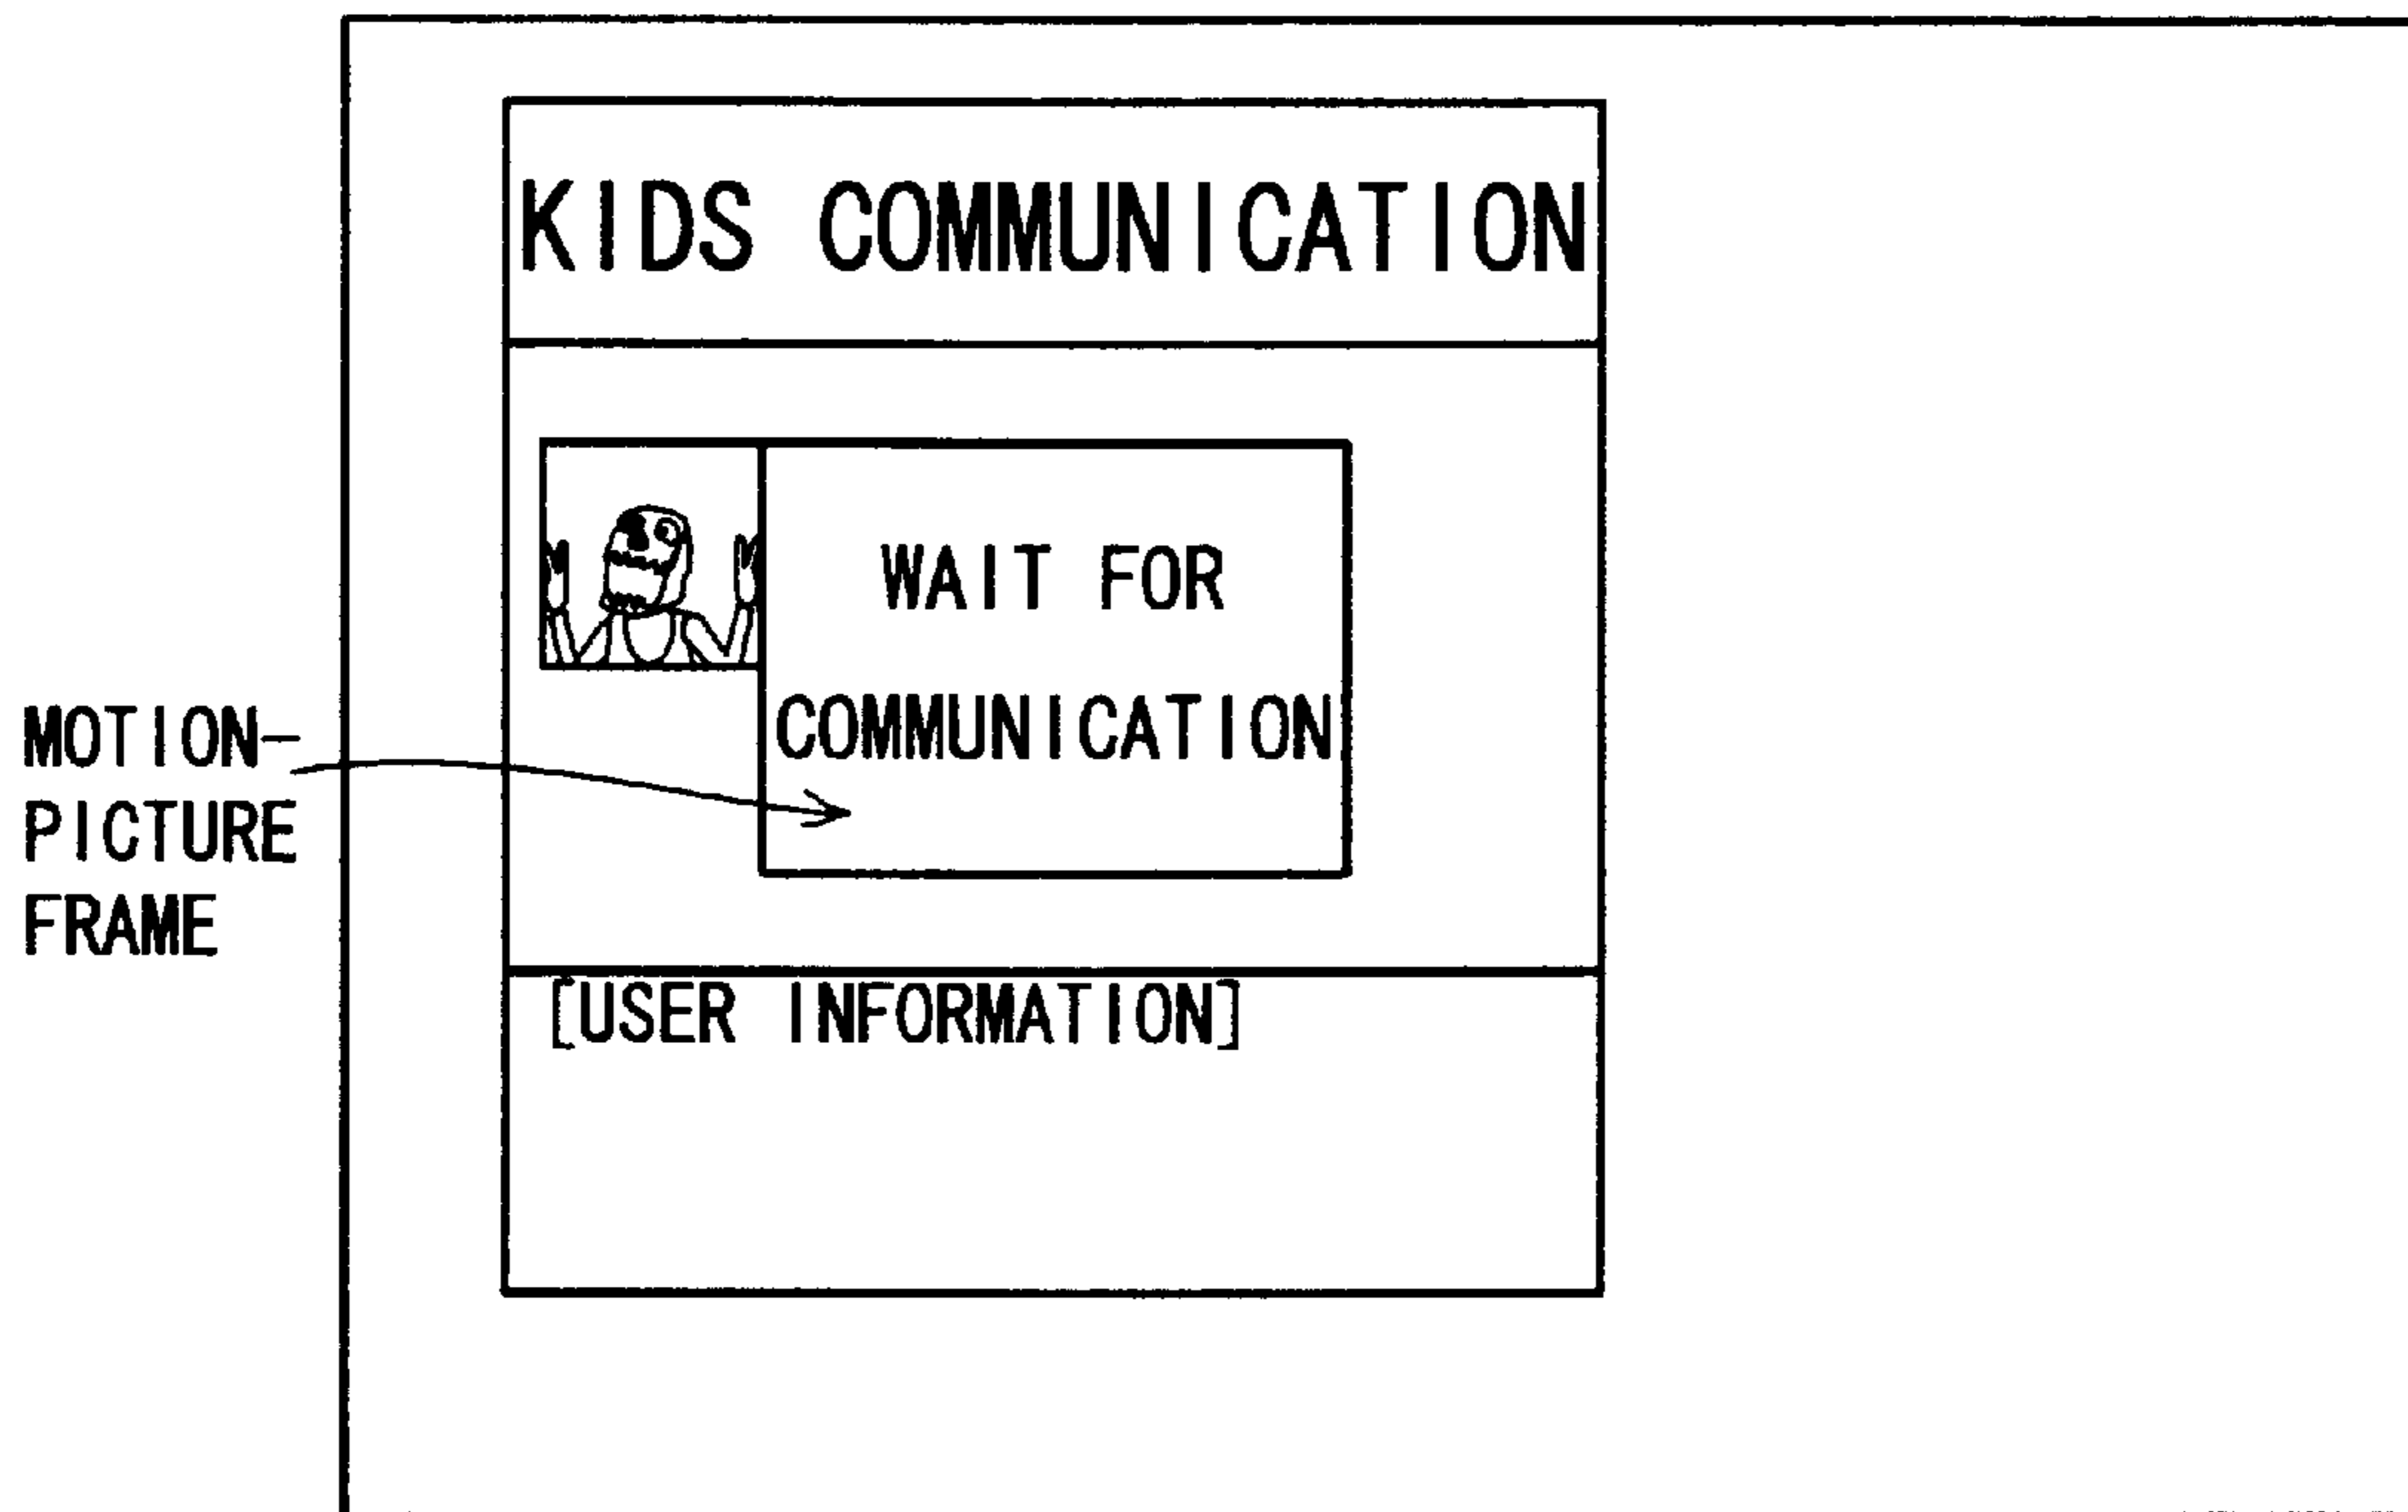 KIDS COMMUNICATION
WAIT FOR
COMMUNICATION
MOTION-
PICTURE
FRAME
[USER INFORMATION]